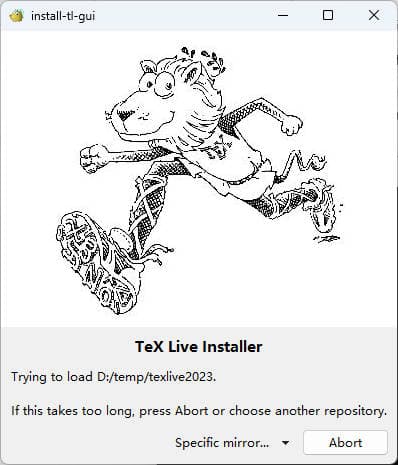 install-tl-gui
TeX Live Installer
Trying to load D:/temp/texlive2023.
If this takes too long, press Abort or choose another repository.
Specific mirror...
Abort